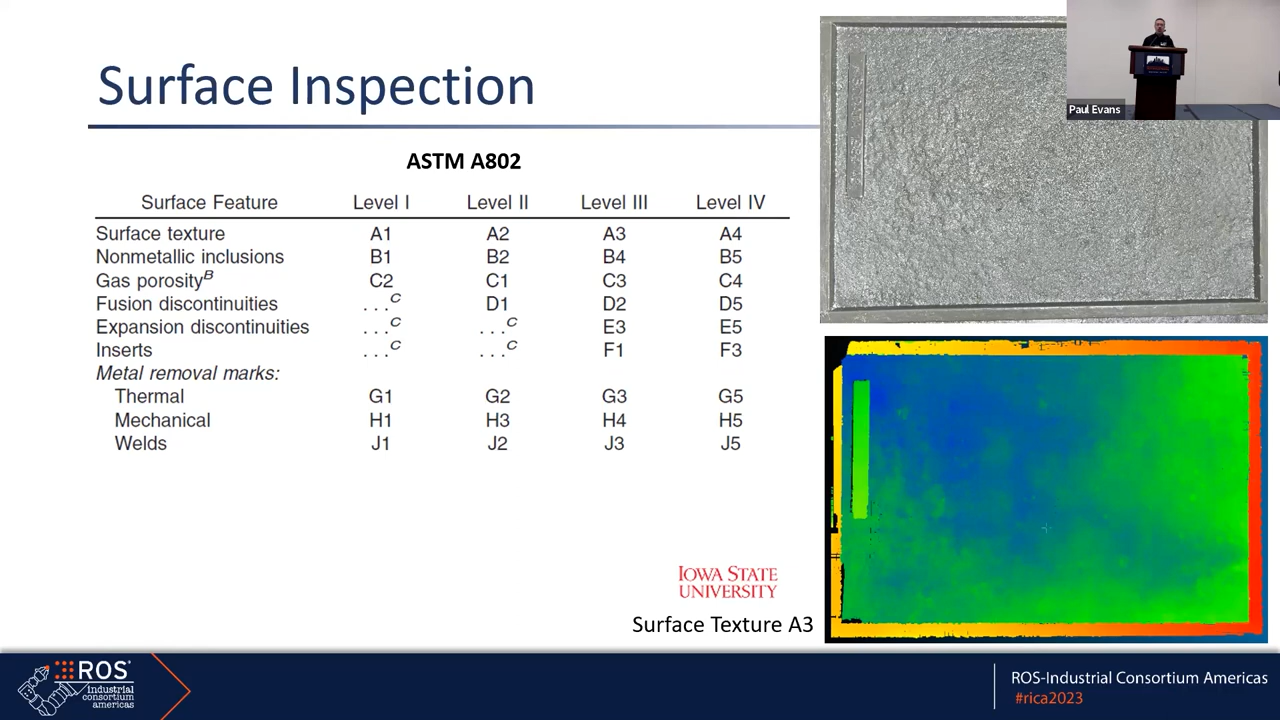 Surface Inspection
ASTM A802
Surface Feature Level I Level II Level III Level IV
Surface texture A1 A2 A3 A4
Nonmetallic inclusions B1 B2 B4 B5
Gas porosityᴮ C2 C1 C3 C4
Fusion discontinuities . . .ᶜ D1 D2 D5
Expansion discontinuities . . .ᶜ . . .ᶜ E3 E5
Inserts . . .ᶜ . . .ᶜ F1 F3
Metal removal marks:
Thermal G1 G2 G3 G5
Mechanical H1 H3 H4 H5
Welds J1 J2 J3 J5
IOWA STATE
UNIVERSITY
Surface Texture A3
Paul Evans
ROS®
industrial
consortium
americas
ROS-Industrial Consortium Americas
#rica2023